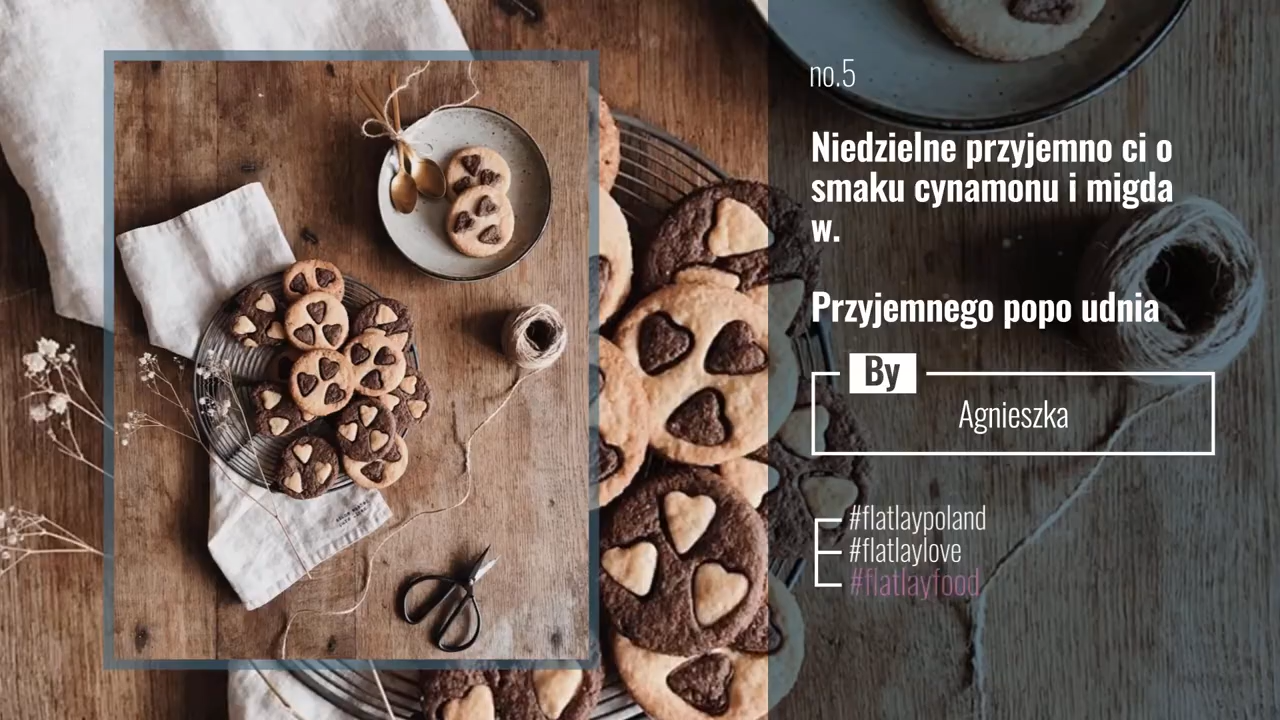 no.5
Niedzielne przyjemno ci o
smaku cynamonu i migda
w.
Przyjemnego popo udnia
By
Agnieszka
#flatlaypoland
#flatlaylove
#flatlayfood